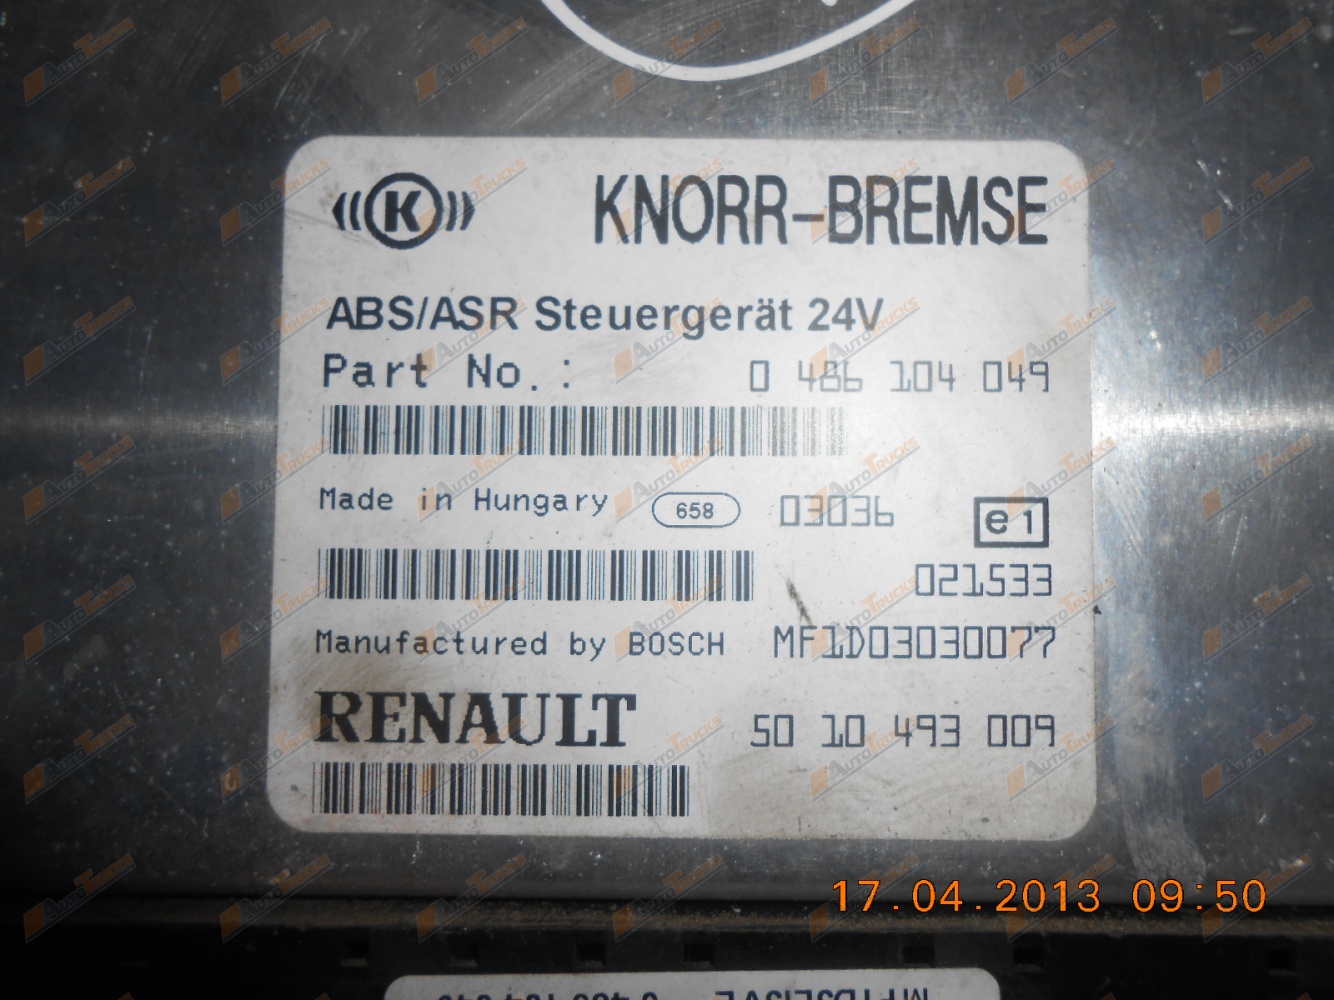 K KNORR-BREMSE
ABS/ASR Steuergerät 24V
Part No.: 0 486 104 049
Made in Hungary 658 03036 e1
021533
Manufactured by BOSCH MF1D03030077
RENAULT 50 10 493 009
17.04.2013 09:50
AUTOTRUCKS